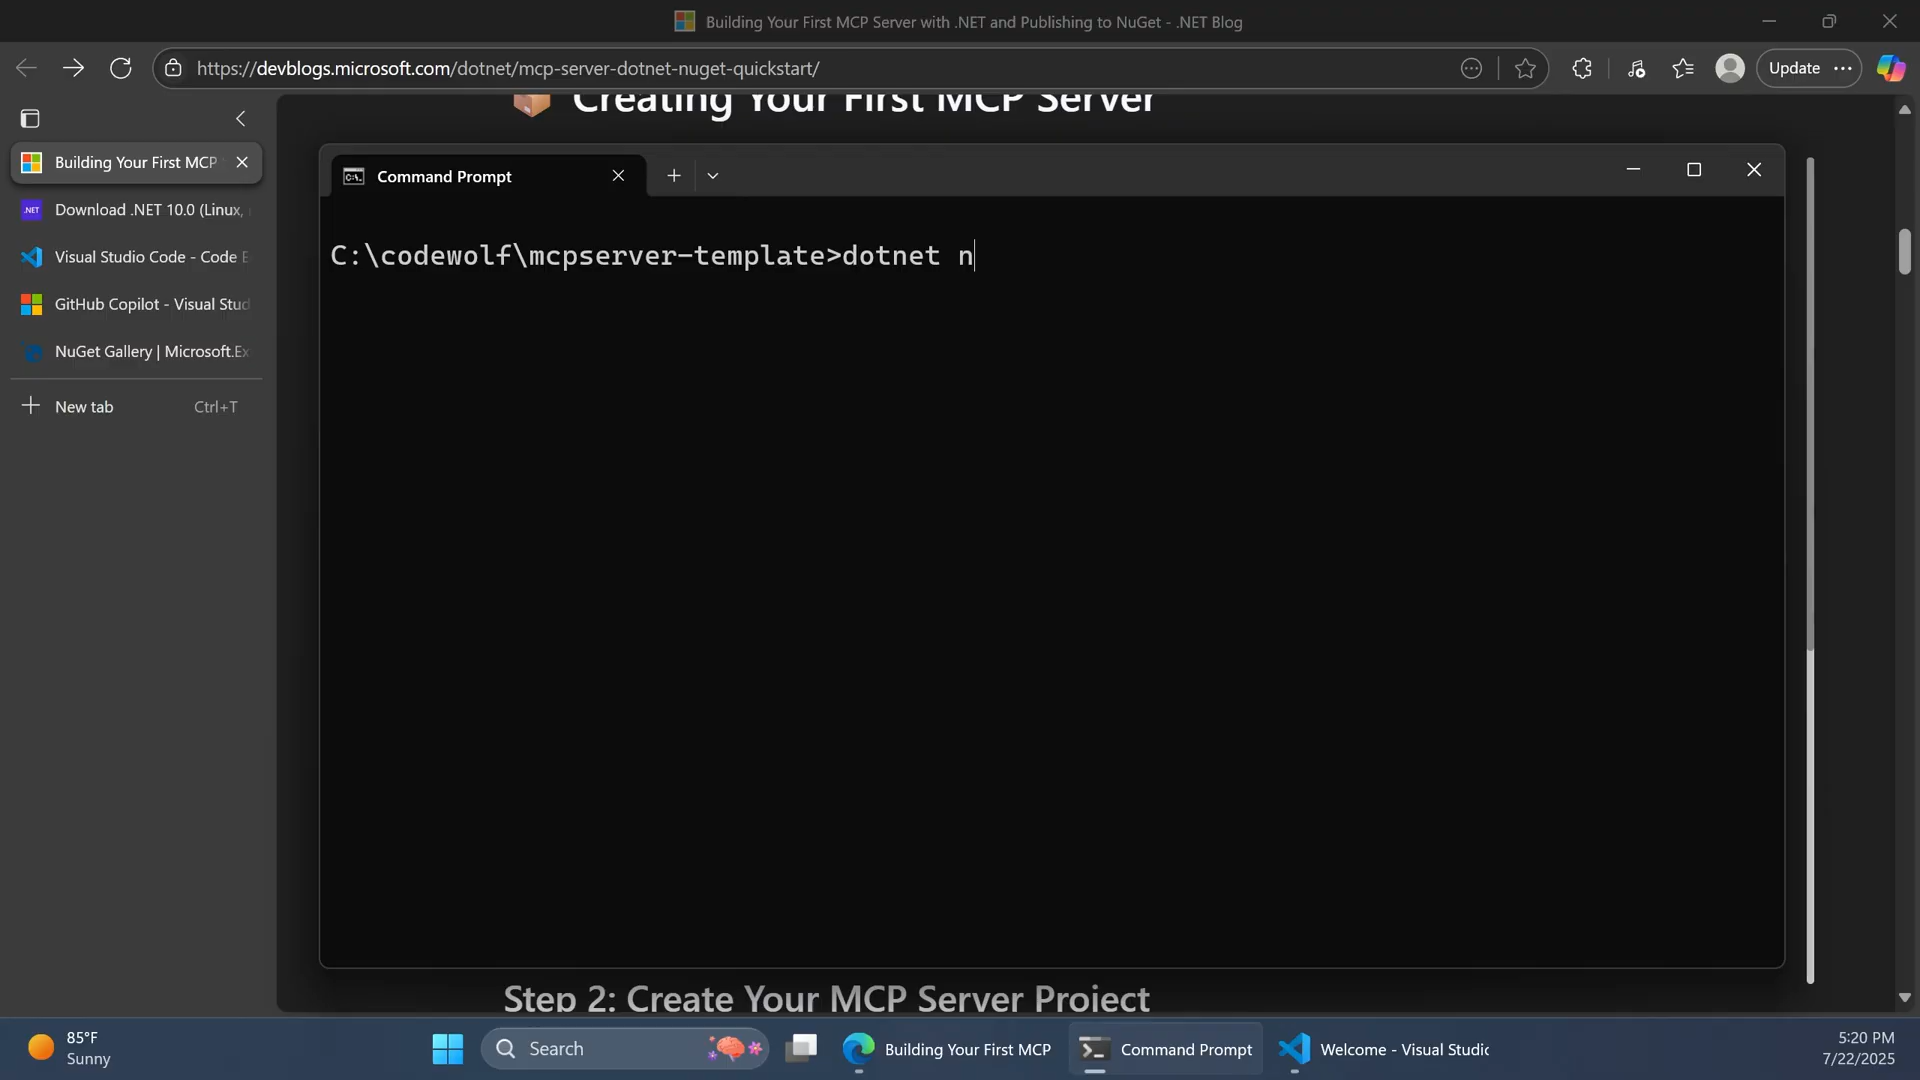 Building Your First MCP Server with .NET and Publishing to NuGet - .NET Blog
https://devblogs.microsoft.com/dotnet/mcp-server-dotnet-nuget-quickstart/
Update
Creating Your First MCP Server
Building Your First MCP
Download .NET 10.0 (Linux,
Visual Studio Code - Code E
GitHub Copilot - Visual Stud
NuGet Gallery | Microsoft.Ex
New tab Ctrl+T
Command Prompt
C:\codewolf\mcpserver-template>dotnet n
Step 2: Create Your MCP Server Project
85°F
Sunny
Search
Building Your First MCP
Command Prompt
Welcome - Visual Studio
5:20 PM
7/22/2025